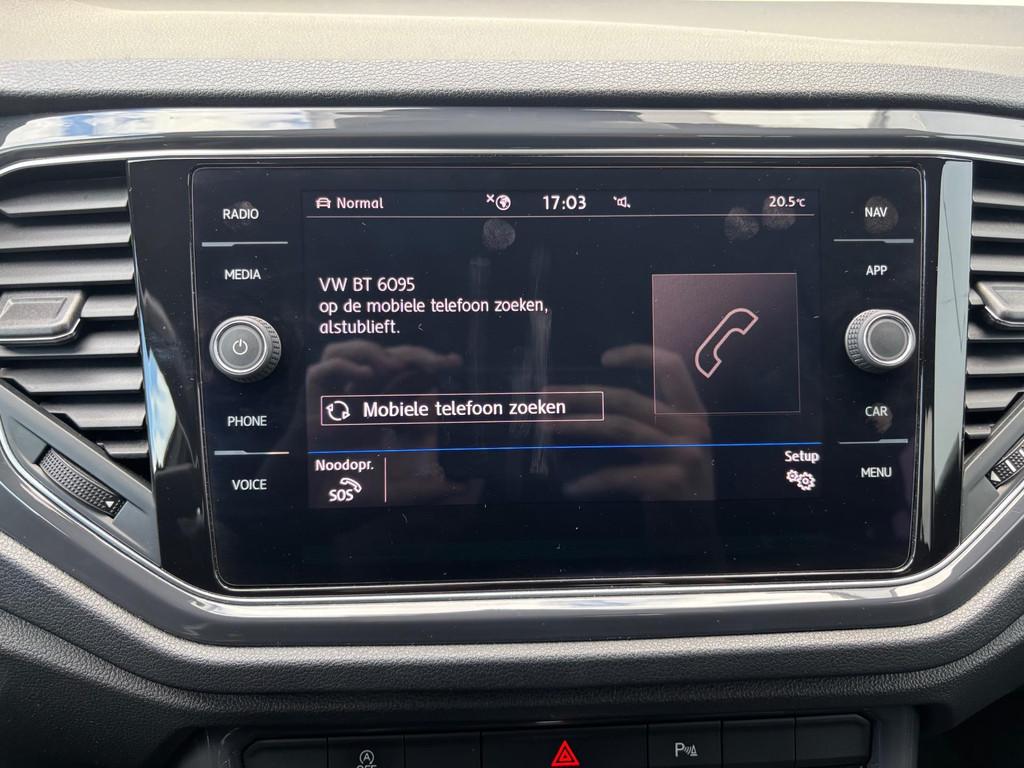 RADIO
MEDIA
PHONE
VOICE
Normal
17:03
20.5°C
VW BT 6095
op de mobiele telefoon zoeken,
alstublieft.
Mobiele telefoon zoeken
Noodopr.
SOS
Setup
NAV
APP
CAR
MENU
A
OFF
P